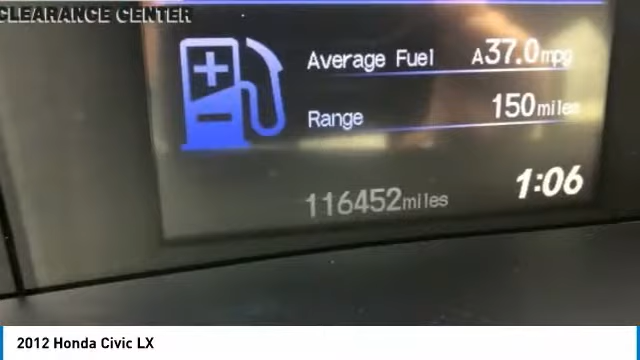 CLEARANCE CENTER
Average Fuel A37.0mpg
Range 150miles
116452miles 1:06
2012 Honda Civic LX